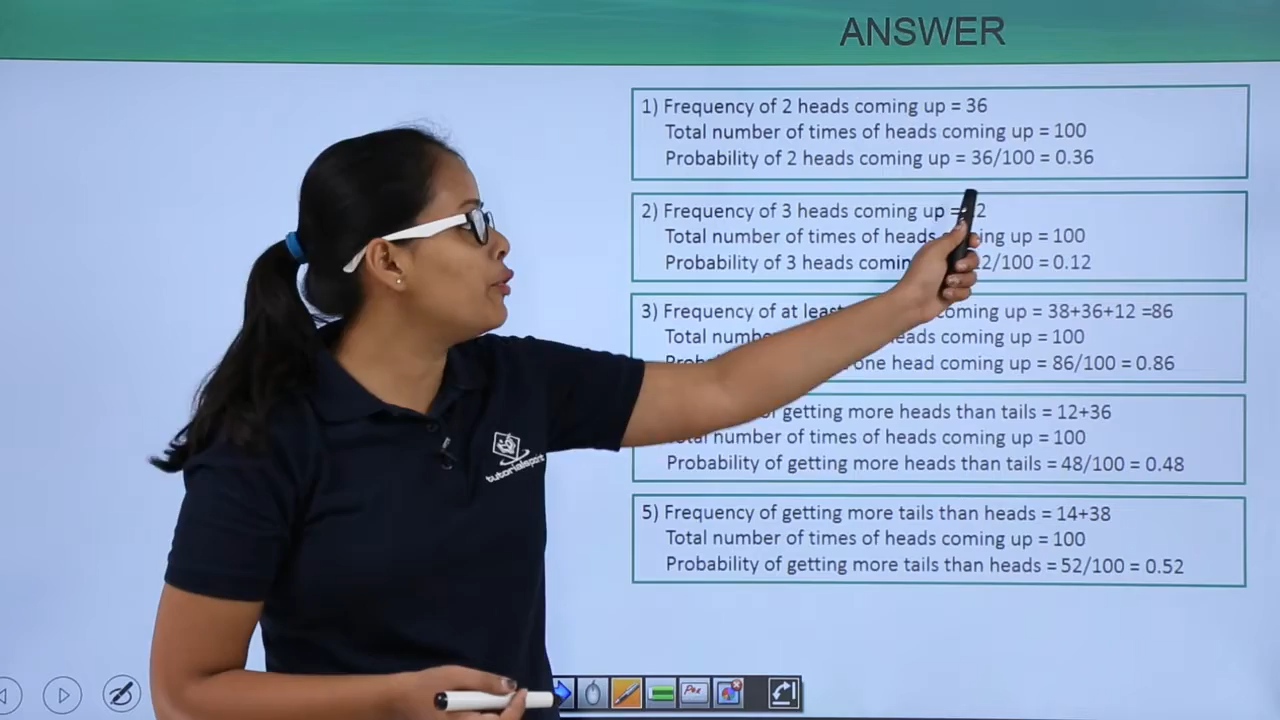 ANSWER
1) Frequency of 2 heads coming up = 36
Total number of times of heads coming up = 100
Probability of 2 heads coming up = 36/100 = 0.36
2) Frequency of 3 heads coming up = 2
Total number of times of heads ing up = 100
Probability of 3 heads comin 2/100 = 0.12
3) Frequency of at least oming up = 38+36+12 =86
Total numb eads coming up = 100
one head coming up = 86/100 = 0.86
getting more heads than tails = 12+36
number of times of heads coming up = 100
Probability of getting more heads than tails = 48/100 = 0.48
5) Frequency of getting more tails than heads = 14+38
Total number of times of heads coming up = 100
Probability of getting more tails than heads = 52/100 = 0.52
tutorialspoint